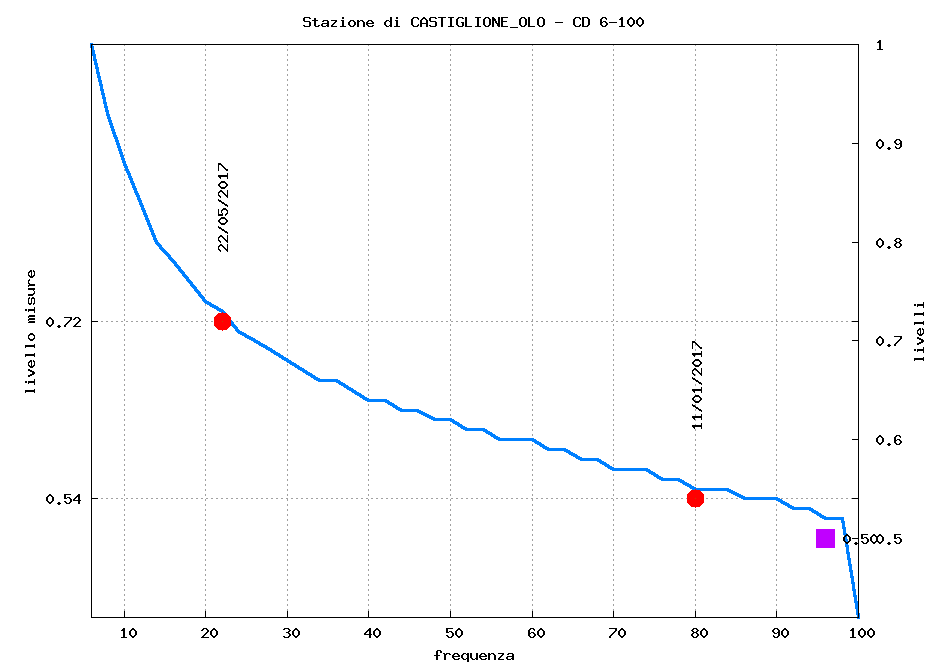 Stazione di CASTIGLIONE_OLO - CD 6-100
1
0.9
22/05/2017
0.8
livello misure
0.72
livelli
0.7
11/01/2017
0.6
0.54
0.50
0.5
10 20 30 40 50 60 70 80 90 100
frequenza